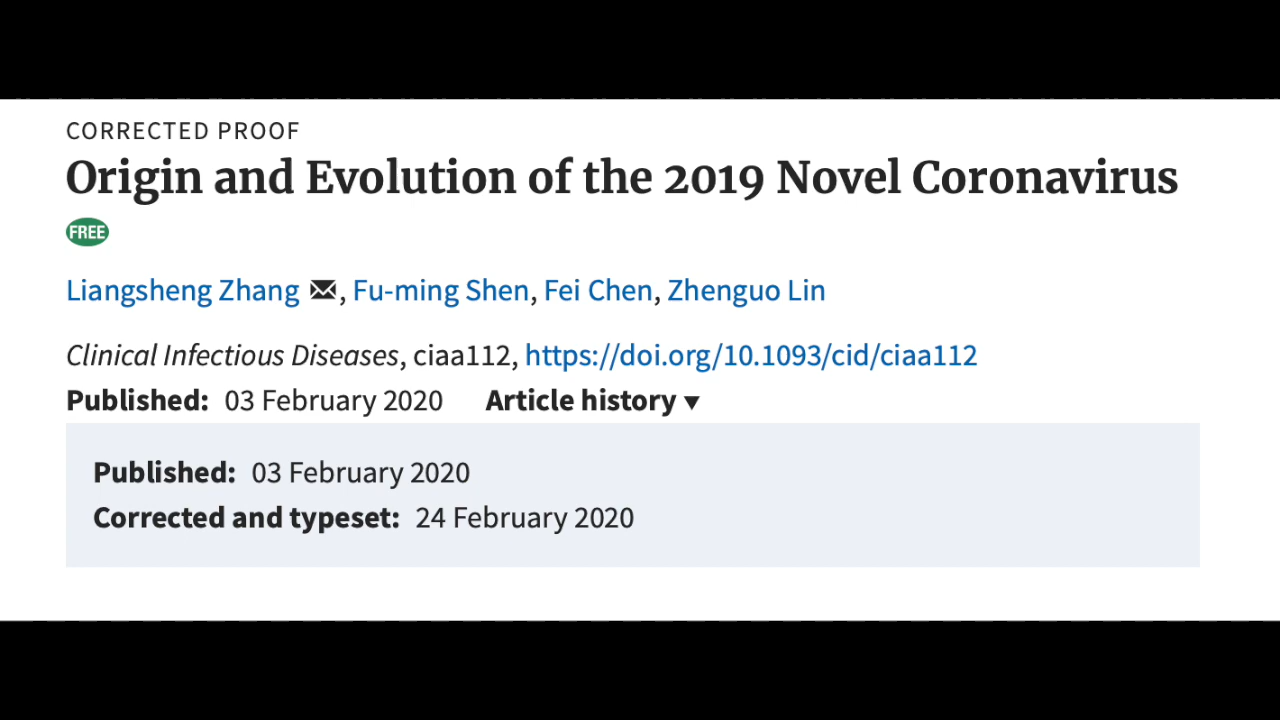 CORRECTED PROOF
Origin and Evolution of the 2019 Novel Coronavirus
FREE
Liangsheng Zhang ✉, Fu-ming Shen, Fei Chen, Zhenguo Lin
Clinical Infectious Diseases, ciaa112, https://doi.org/10.1093/cid/ciaa112
Published: 03 February 2020 Article history ▾
Published: 03 February 2020
Corrected and typeset: 24 February 2020